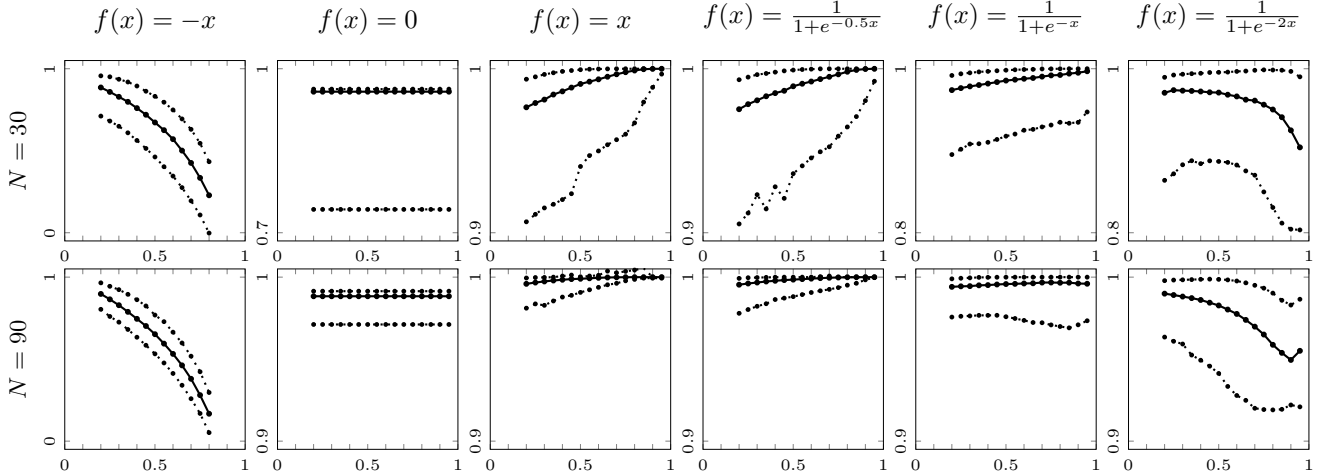 f(x) = −x
f(x) = 0
f(x) = x
f(x) = 1/(1+e^{−0.5x})
f(x) = 1/(1+e^{−x})
f(x) = 1/(1+e^{−2x})
N = 30
1 1 1 1 1 1
0 0.7 0.9 0.9 0.8 0.8
0 0.5 1 0 0.5 1 0 0.5 1 0 0.5 1 0 0.5 1 0 0.5 1
N = 90
1 1 1 1 1 1
0 0.9 0.9 0.9 0.9 0.9
0 0.5 1 0 0.5 1 0 0.5 1 0 0.5 1 0 0.5 1 0 0.5 1